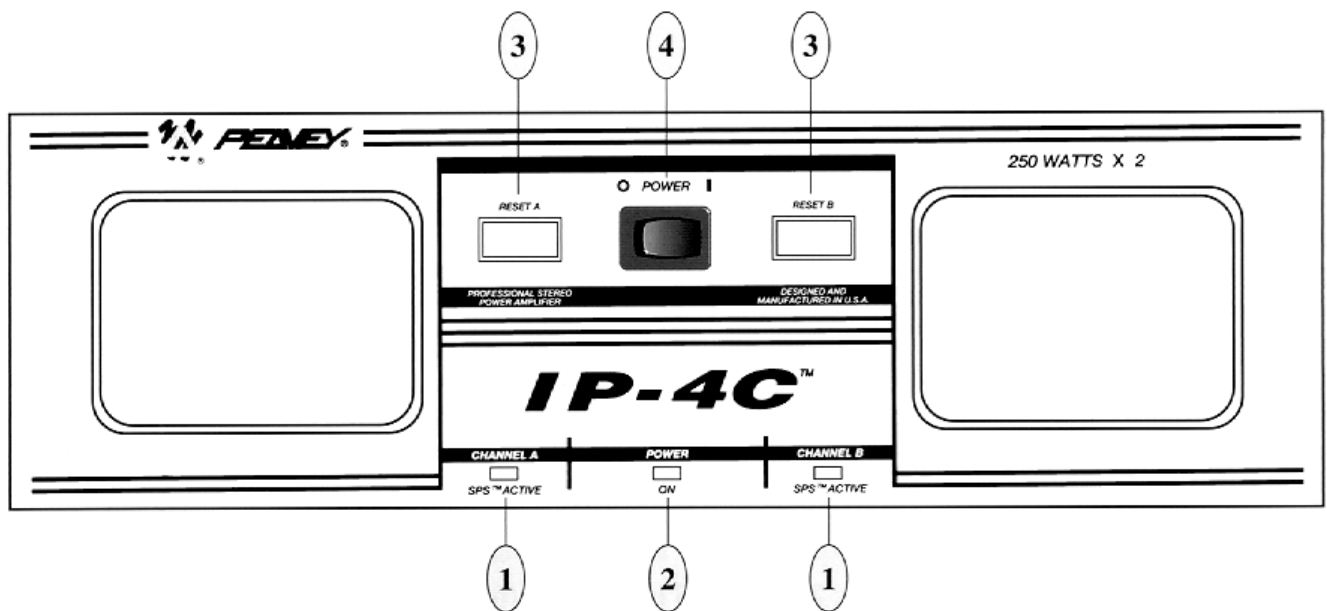 3 4 3
® PEAVEY®
250 WATTS X 2
O POWER I
RESET A RESET B
PROFESSIONAL STEREO
POWER AMPLIFIER
DESIGNED AND
MANUFACTURED IN U.S.A.
IP-4C™
CHANNEL A POWER CHANNEL B
SPS™ ACTIVE ON SPS™ ACTIVE
1 2 1